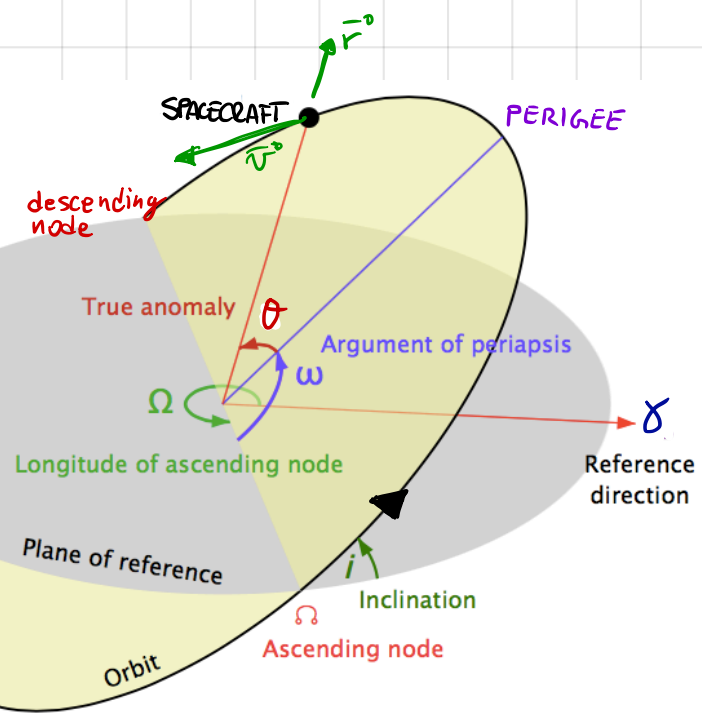 r̄°
SPACECRAFT
PERIGEE
v̄°
descending
node
True anomaly
θ
Argument of periapsis
ω
Ω
γ
Longitude of ascending node
Reference
direction
Plane of reference
i
Inclination
☊
Ascending node
Orbit